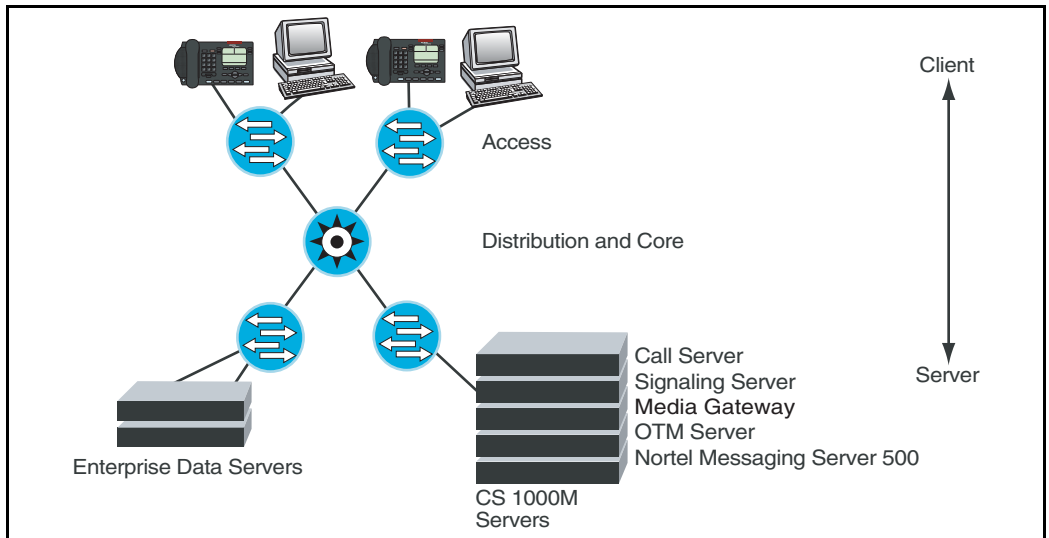 Client
Access
Distribution and Core
Call Server
Signaling Server
Media Gateway
OTM Server
Nortel Messaging Server 500
Server
Enterprise Data Servers
CS 1000M
Servers